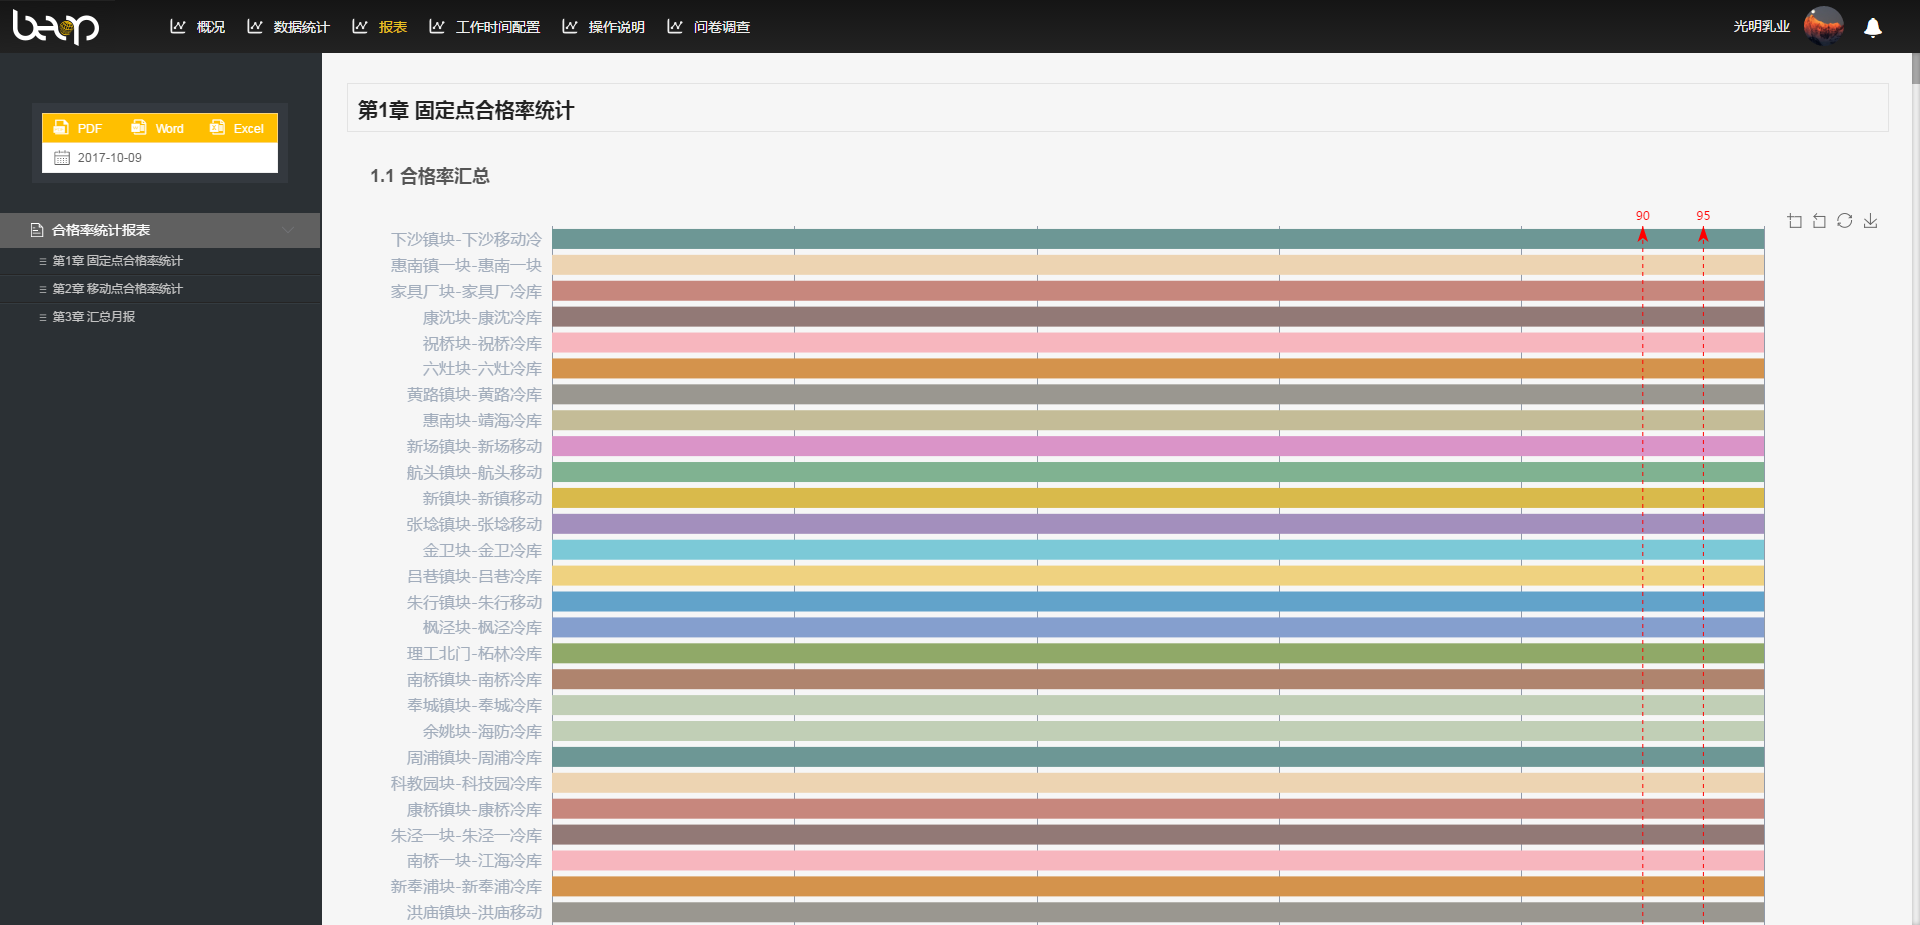 beop
概况
数据统计
报表
工作时间配置
操作说明
问卷调查
光明乳业
PDF
Word
Excel
2017-10-09
合格率统计报表
第1章 固定点合格率统计
第2章 移动点合格率统计
第3章 汇总月报
第1章 固定点合格率统计
1.1 合格率汇总
90
95
下沙镇块-下沙移动冷
惠南镇一块-惠南一块
家具厂块-家具厂冷库
康沈块-康沈冷库
祝桥块-祝桥冷库
六灶块-六灶冷库
黄路镇块-黄路冷库
惠南块-靖海冷库
新场镇块-新场移动
航头镇块-航头移动
新镇块-新镇移动
张埝镇块-张埝移动
金卫块-金卫冷库
吕巷镇块-吕巷冷库
朱行镇块-朱行移动
枫泾块-枫泾冷库
理工北门-柘林冷库
南桥镇块-南桥冷库
奉城镇块-奉城冷库
余姚块-海防冷库
周浦镇块-周浦冷库
科教园块-科技园冷库
康桥镇块-康桥冷库
朱泾一块-朱泾一冷库
南桥一块-江海冷库
新奉浦块-新奉浦冷库
洪庙镇块-洪庙移动